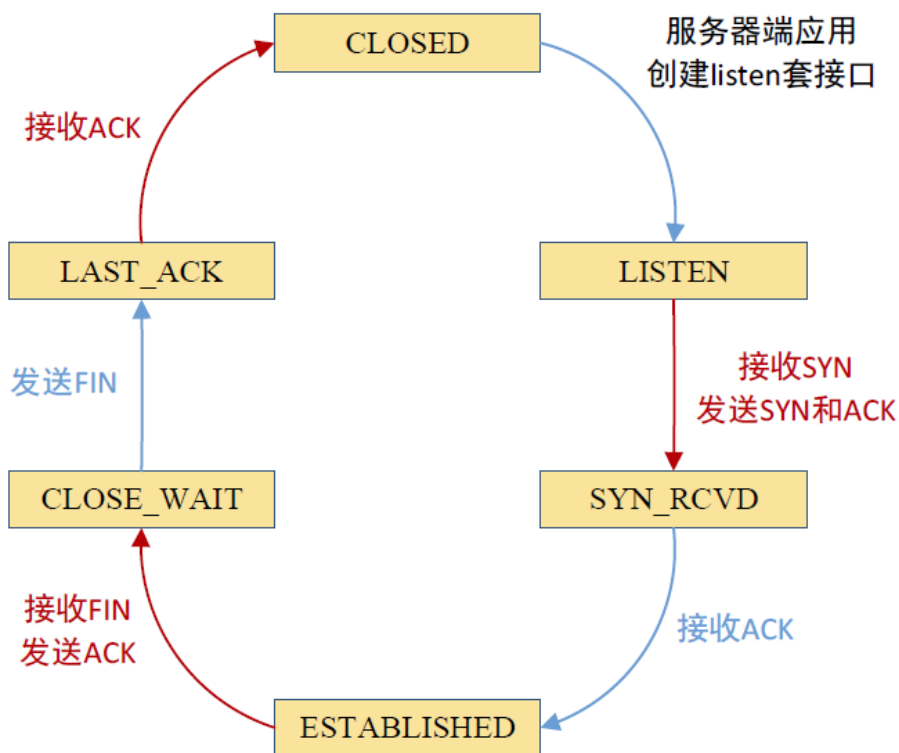 CLOSED
服务器端应用
创建listen套接口
接收ACK
LAST_ACK
LISTEN
发送FIN
接收SYN
发送SYN和ACK
CLOSE_WAIT
SYN_RCVD
接收FIN
发送ACK
接收ACK
ESTABLISHED